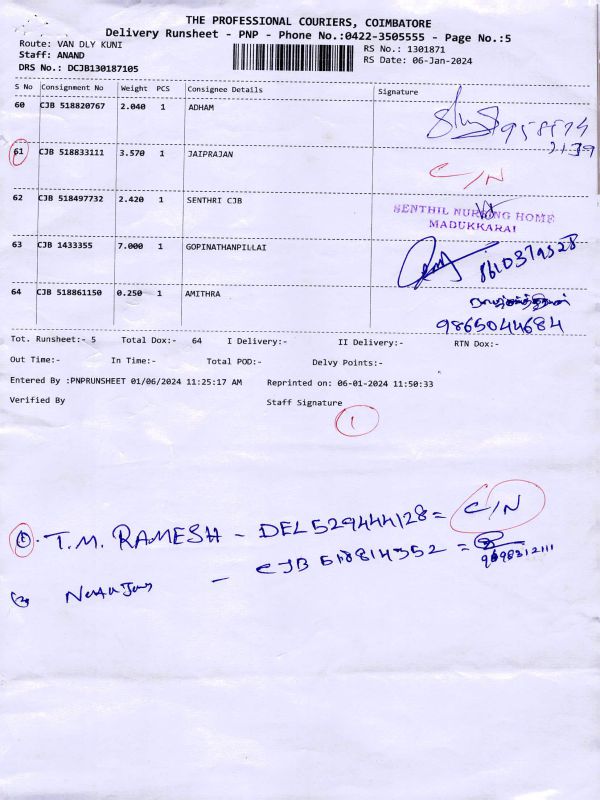 THE PROFESSIONAL COURIERS, COIMBATORE
Delivery Runsheet - PNP - Phone No.:0422-3505555 - Page No.:5
Route: VAN DLY KUNI RS No.: 1301871
Staff: ANAND RS Date: 06-Jan-2024
DRS No.: DCJB130187105
S No Consignment No Weight PCS Consignee Details Signature
60 CJB 518820767 2.040 1 ADHAM
61 CJB 518833111 3.570 1 JAIPRAJAN
C/N
62 CJB 518497732 2.420 1 SENTHRI CJB
SENTHIL NURSING HOME
MADUKKARAI
63 CJB 1433355 7.000 1 GOPINATHANPILLAI
8610379528
64 CJB 518861150 0.250 1 AMITHRA
9865044684
Tot. Runsheet:- 5 Total Dox:- 64 I Delivery:- II Delivery:- RTN Dox:-
Out Time:- In Time:- Total POD:- Delvy Points:-
Entered By :PNPRUNSHEET 01/06/2024 11:25:17 AM Reprinted on: 06-01-2024 11:50:33
Verified By Staff Signature
1
1. T.M. RAMESH - DEL 529444128 = C/N
2 - CJB 518814352 =
9898312111